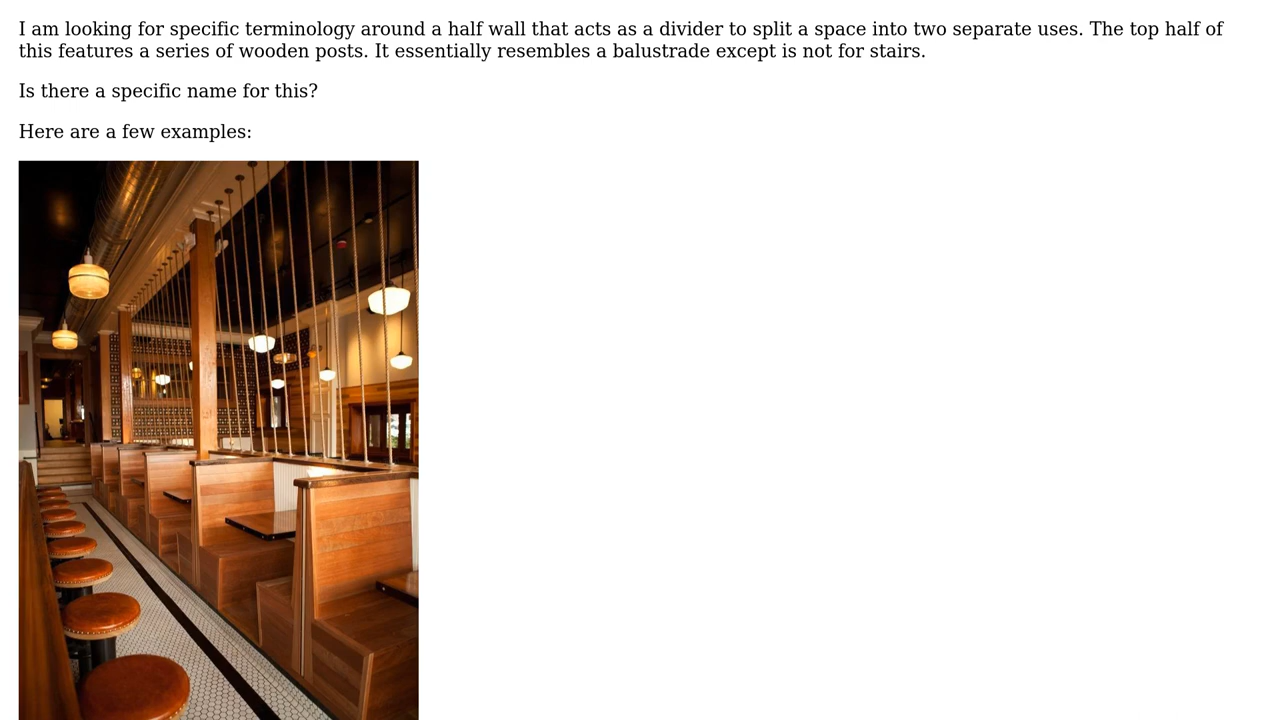 I am looking for specific terminology around a half wall that acts as a divider to split a space into two separate uses. The top half of
this features a series of wooden posts. It essentially resembles a balustrade except is not for stairs.
Is there a specific name for this?
Here are a few examples: